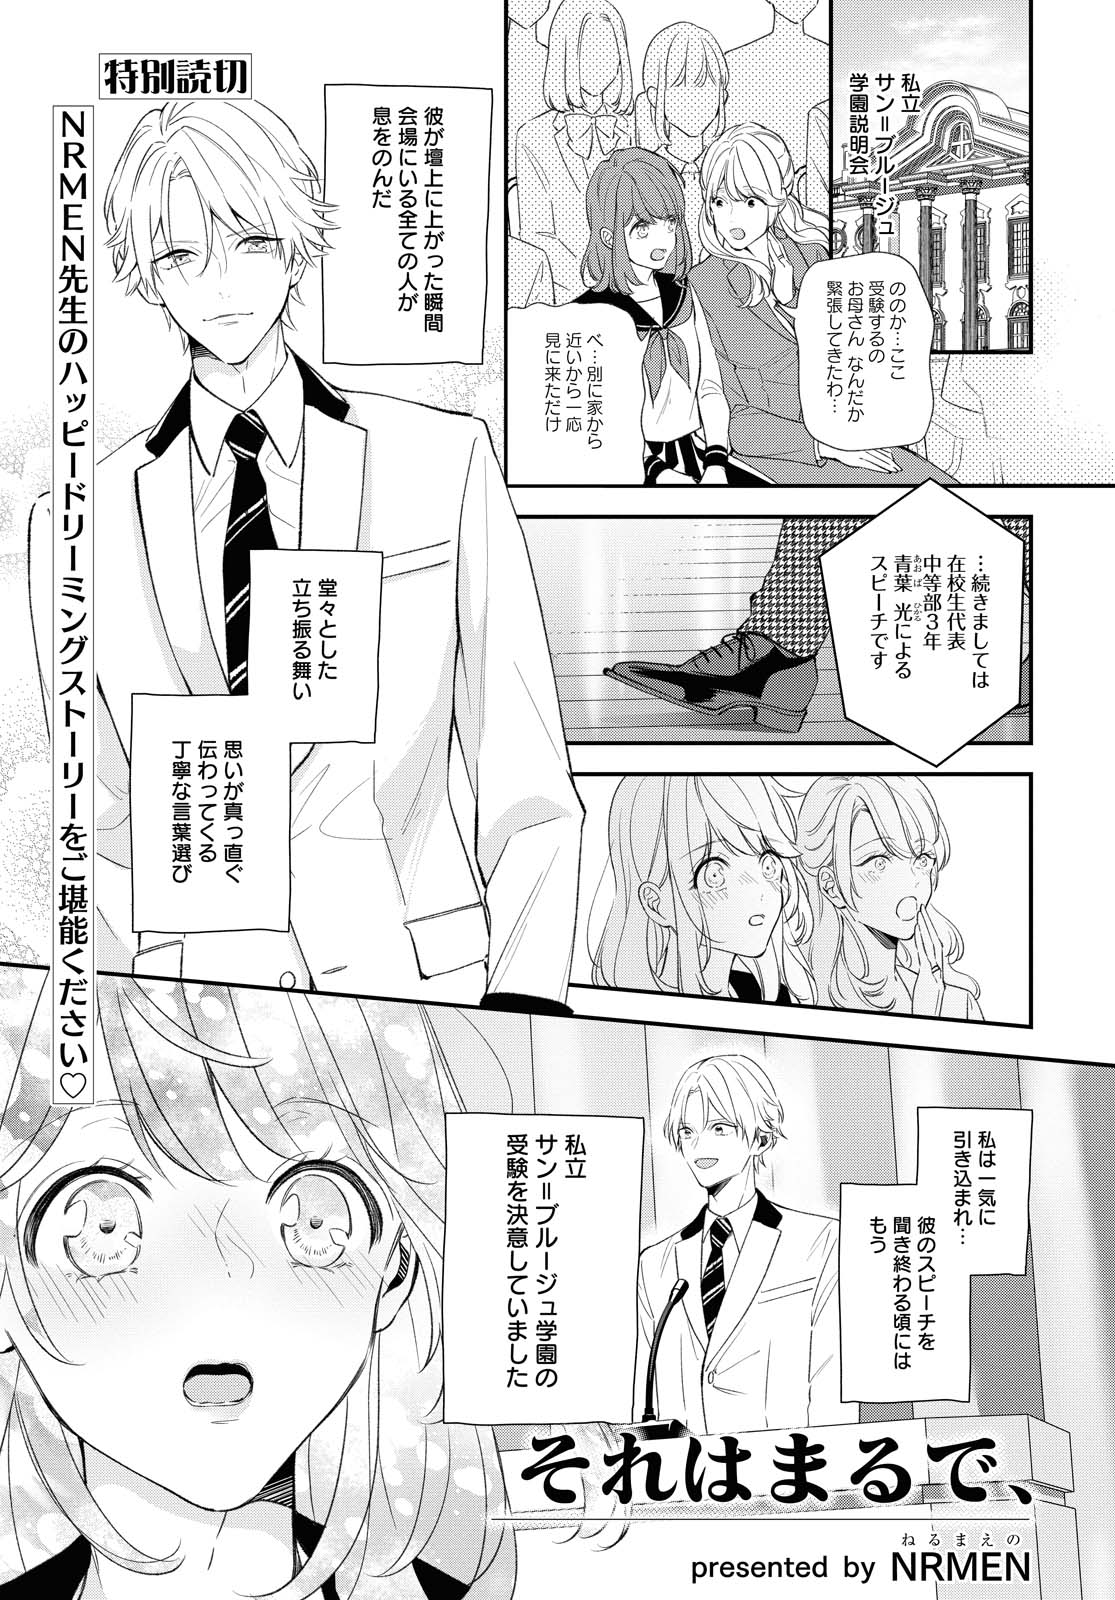 私立
サン＝ブルージュ
学園説明会
ののか…ここ
受験するの
お母さん なんだか
緊張してきたわ…
べ…別に家から
近いから一応
見に来ただけ
…続きましては
在校生代表
中等部3年
青葉 光による
あおば ひかる
スピーチです
彼が壇上に上がった瞬間
会場にいる全ての人が
息をのんだ
堂々とした
立ち振る舞い
思いが真っ直ぐ
伝わってくる
丁寧な言葉選び
特別読切
NRMEN先生のハッピードリーミングストーリーをご堪能ください♡
私は一気に
引き込まれ…
彼のスピーチを
聞き終わる頃には
もう
私立
サン＝ブルージュ学園の
受験を決意していました
それはまるで、
ねるまえの
presented by NRMEN